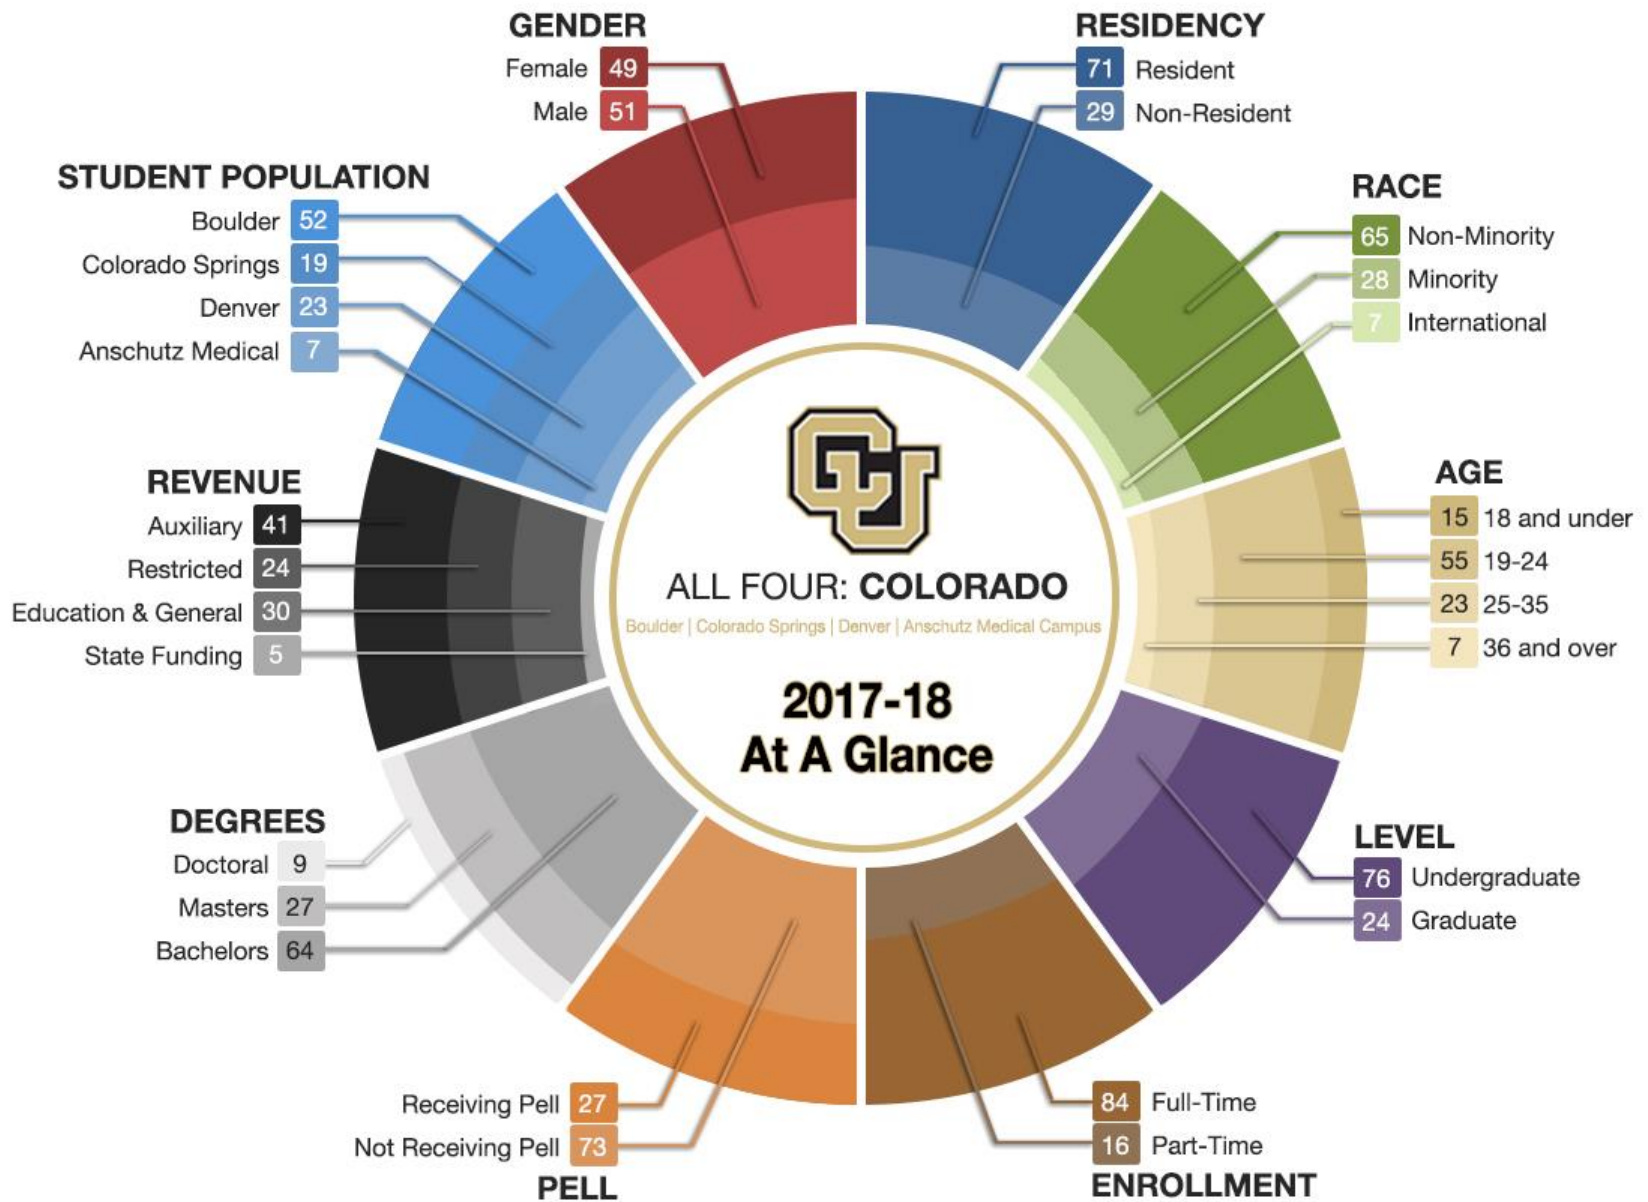 GENDER
Female 49
Male 51
RESIDENCY
71 Resident
29 Non-Resident
STUDENT POPULATION
Boulder 52
Colorado Springs 19
Denver 23
Anschutz Medical 7
RACE
65 Non-Minority
28 Minority
7 International
REVENUE
Auxiliary 41
Restricted 24
Education & General 30
State Funding 5
CU
ALL FOUR: COLORADO
Boulder | Colorado Springs | Denver | Anschutz Medical Campus
2017-18
At A Glance
AGE
15 18 and under
55 19-24
23 25-35
7 36 and over
DEGREES
Doctoral 9
Masters 27
Bachelors 64
LEVEL
76 Undergraduate
24 Graduate
Receiving Pell 27
Not Receiving Pell 73
PELL
84 Full-Time
16 Part-Time
ENROLLMENT